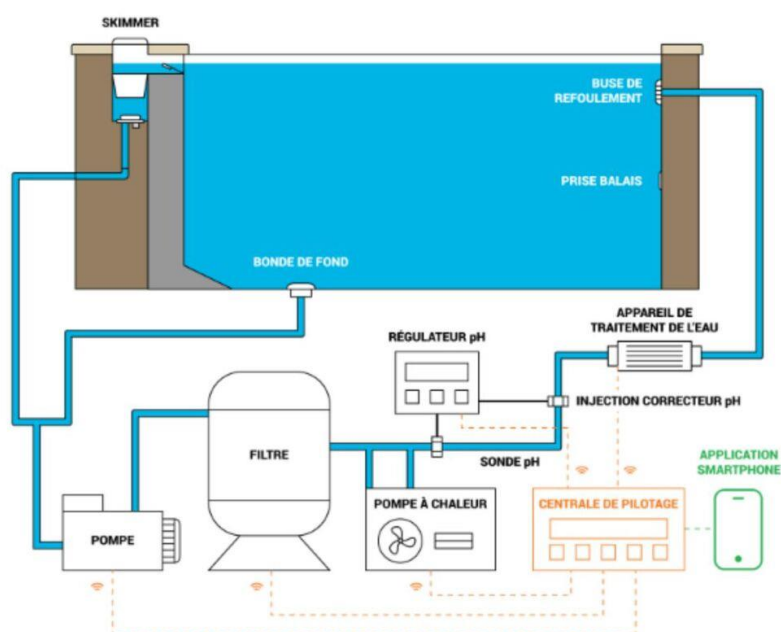 SKIMMER
BUSE DE
REFOULEMENT
PRISE BALAIS
BONDE DE FOND
APPAREIL DE
TRAITEMENT DE L'EAU
RÉGULATEUR pH
INJECTION CORRECTEUR pH
FILTRE
SONDE pH
APPLICATION
SMARTPHONE
POMPE À CHALEUR
CENTRALE DE PILOTAGE
POMPE